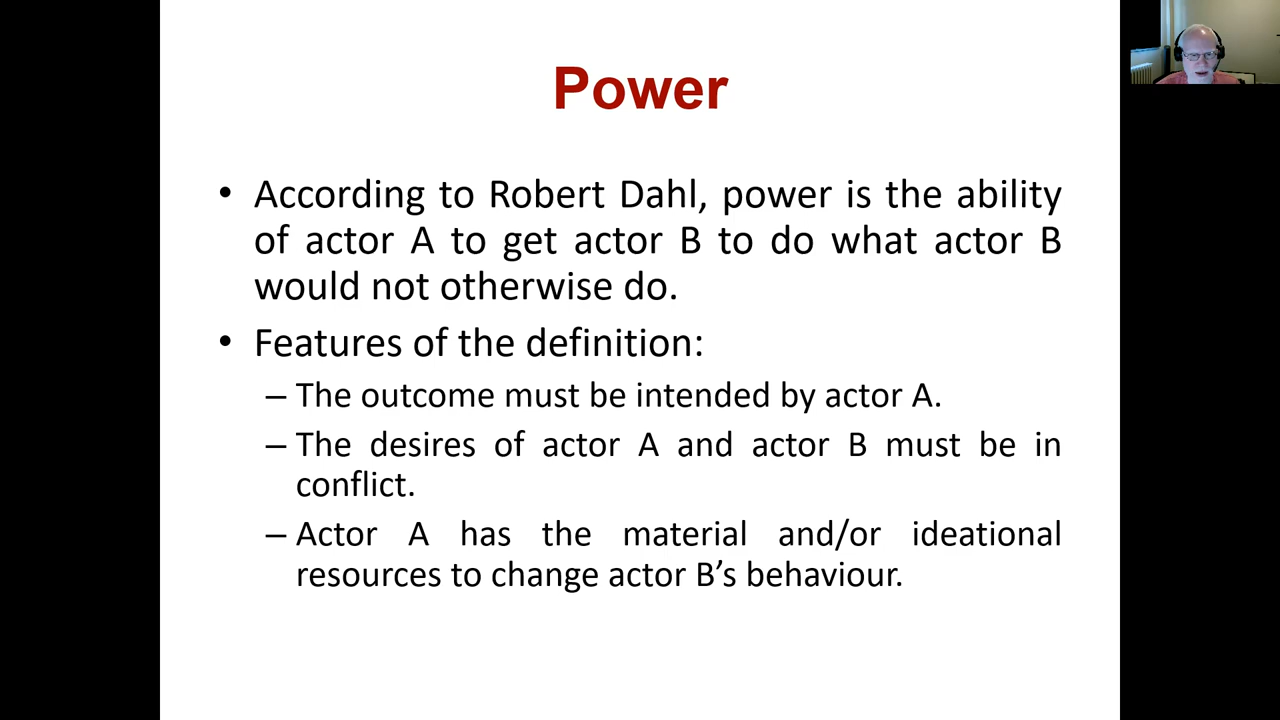 Power
• According to Robert Dahl, power is the ability
of actor A to get actor B to do what actor B
would not otherwise do.
• Features of the definition:
– The outcome must be intended by actor A.
– The desires of actor A and actor B must be in
conflict.
– Actor A has the material and/or ideational
resources to change actor B’s behaviour.